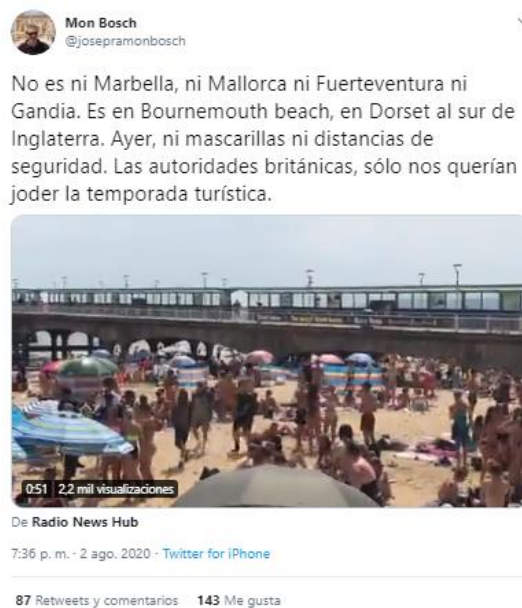 Mon Bosch
@josepramonbosch
No es ni Marbella, ni Mallorca ni Fuerteventura ni
Gandia. Es en Bournemouth beach, en Dorset al sur de
Inglaterra. Ayer, ni mascarillas ni distancias de
seguridad. Las autoridades británicas, sólo nos querían
joder la temporada turística.
0:51 2,2 mil visualizaciones
De Radio News Hub
7:36 p. m. · 2 ago. 2020 · Twitter for iPhone
87 Retweets y comentarios 143 Me gusta